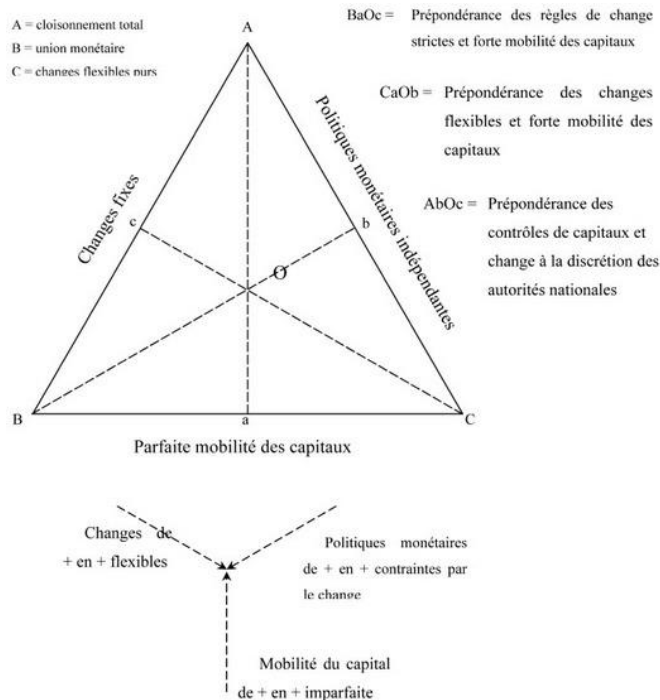 A = cloisonnement total
B = union monétaire
C = changes flexibles purs
BaOc = Prépondérance des règles de change
strictes et forte mobilité des capitaux
CaOb = Prépondérance des changes
flexibles et forte mobilité des
capitaux
AbOc = Prépondérance des
contrôles de capitaux et
change à la discrétion des
autorités nationales
A
Changes fixes
Politiques monétaires indépendantes
c
b
O
B
a
C
Parfaite mobilité des capitaux
Changes de
+ en + flexibles
Politiques monétaires
de + en + contraintes par
le change
Mobilité du capital
de + en + imparfaite